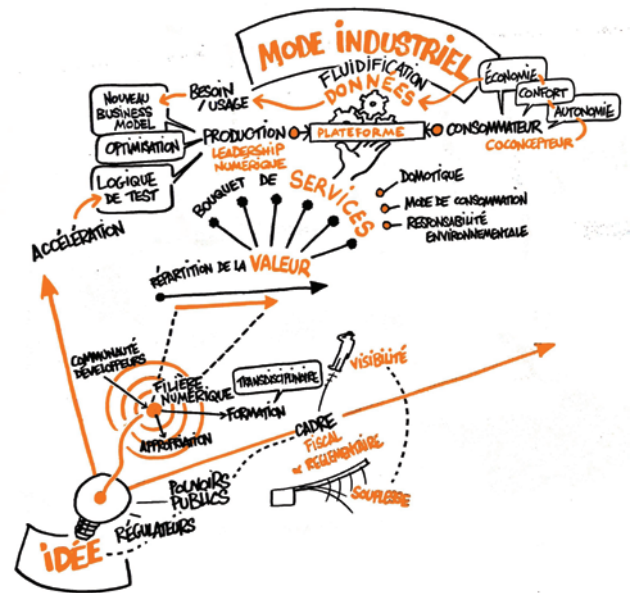 MODE INDUSTRIEL
FLUIDIFICATION
DONNÉES
BESOIN
/USAGE
NOUVEAU
BUSINESS
MODEL
OPTIMISATION
LOGIQUE
DE TEST
PRODUCTION
LEADERSHIP
NUMÉRIQUE
PLATEFORME
CONSOMMATEUR
COCONCEPTEUR
ÉCONOMIE
CONFORT
AUTONOMIE
ACCÉLÉRATION
BOUQUET DE SERVICES
DOMOTIQUE
MODE DE CONSOMMATION
RESPONSABILITÉ
ENVIRONNEMENTALE
RÉPARTITION DE LA VALEUR
COMMUNAUTÉ
DÉVELOPPEURS
FILIÈRE
NUMÉRIQUE
TRANSDISCIPLINAIRE
FORMATION
APPROPRIATION
VISIBILITÉ
CADRE
FISCAL
& RÉGLEMENTAIRE
SOUPLESSE
POUVOIRS
PUBLICS
RÉGULATEURS
IDÉE